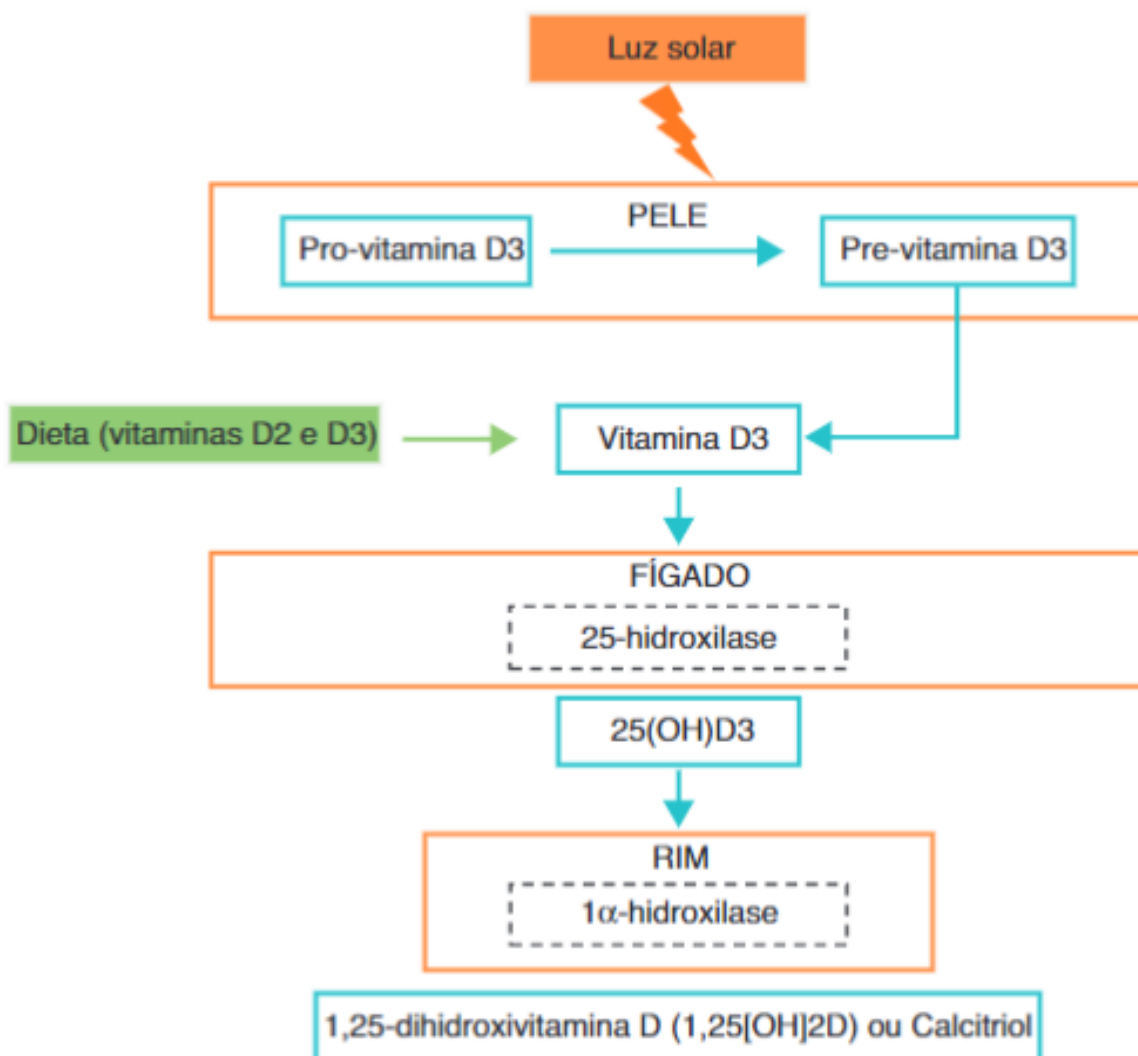 Luz solar
PELE
Pro-vitamina D3
Pre-vitamina D3
Dieta (vitaminas D2 e D3)
Vitamina D3
FÍGADO
25-hidroxilase
25(OH)D3
RIM
1α-hidroxilase
1,25-dihidroxivitamina D (1,25[OH]2D) ou Calcitriol